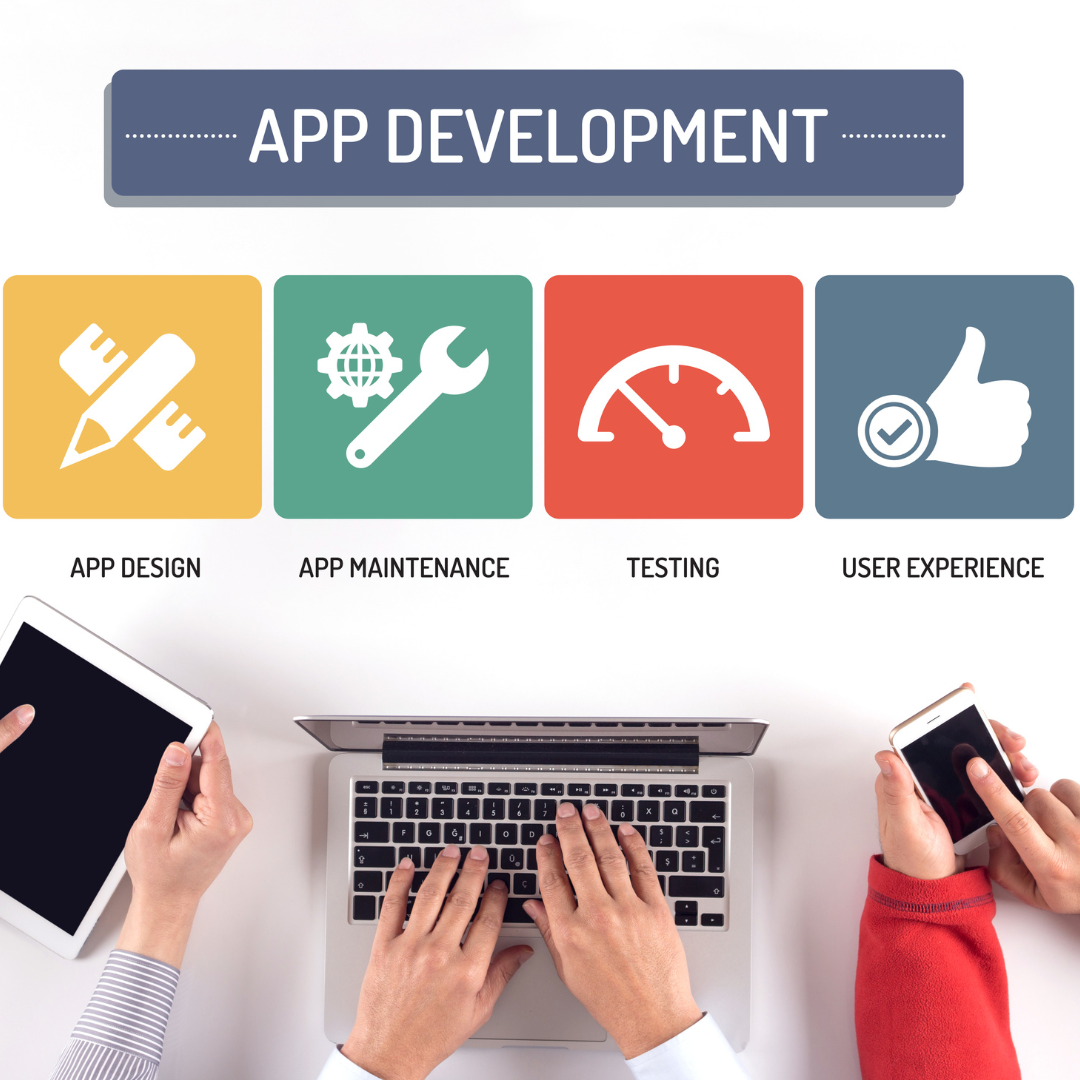 APP DEVELOPMENT
APP DESIGN
APP MAINTENANCE
TESTING
USER EXPERIENCE